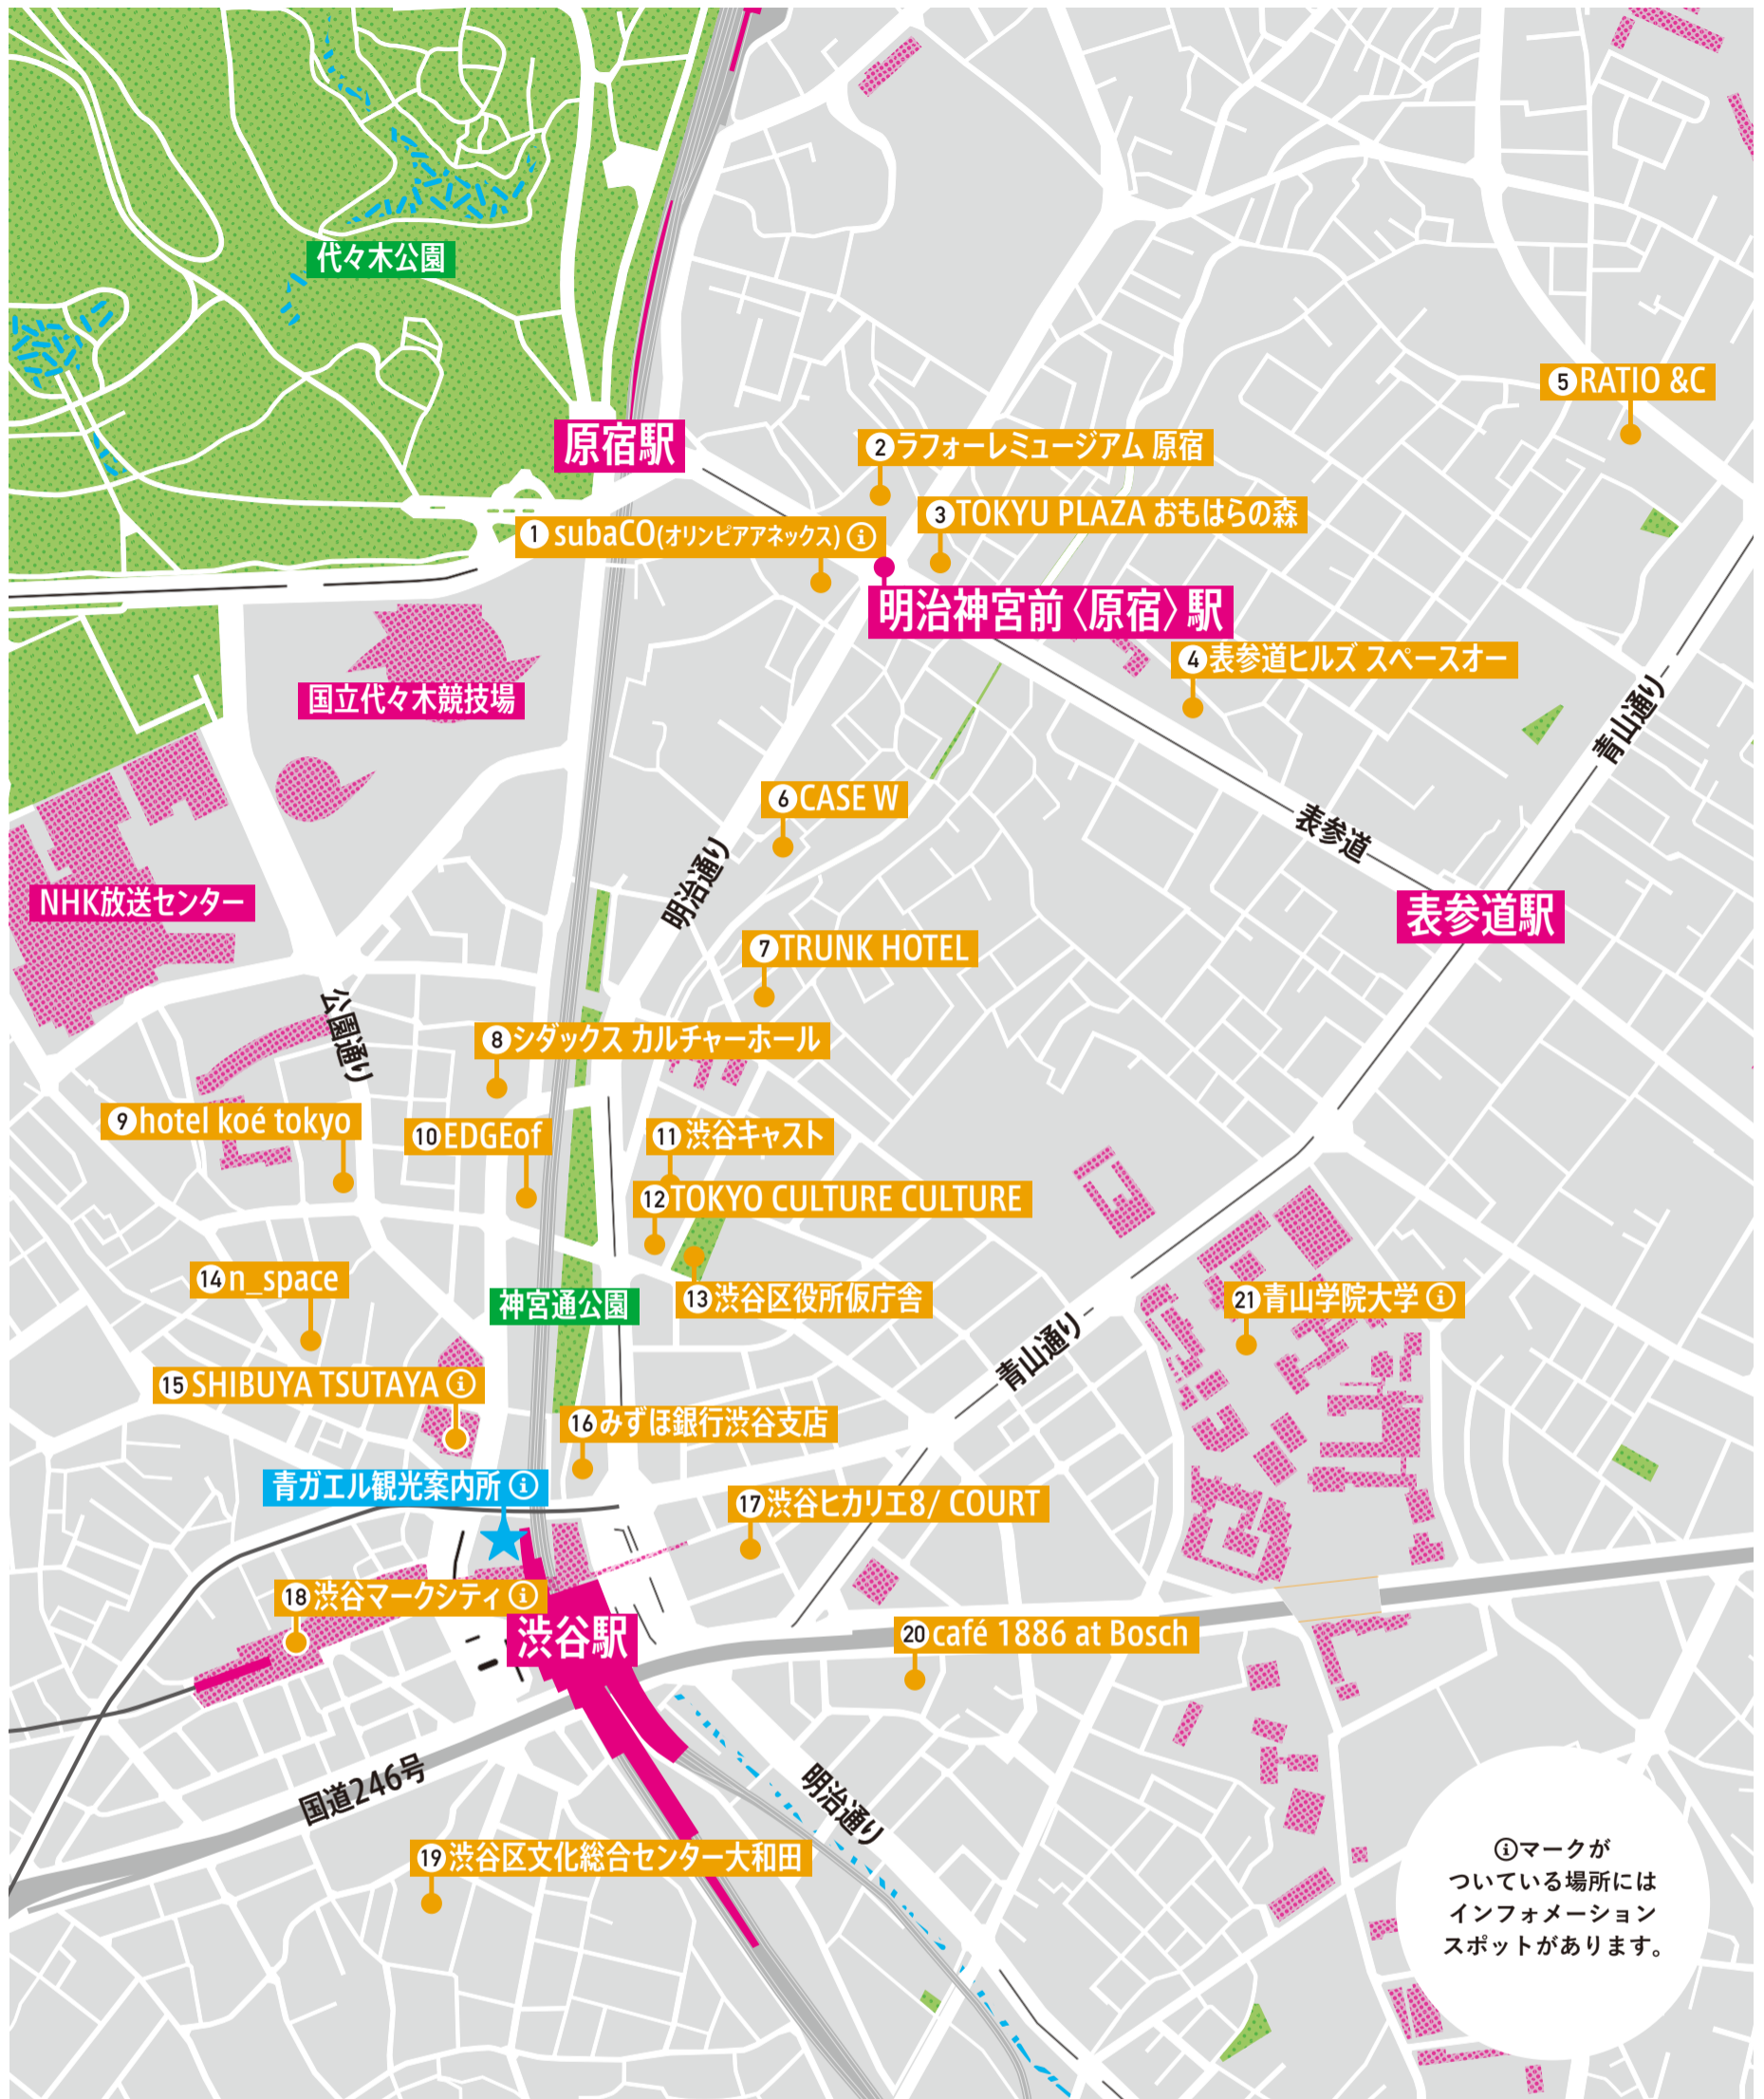 代々木公園
⑤RATIO &C
原宿駅
②ラフォーレミュージアム 原宿
③TOKYU PLAZA おもはらの森
①subaCO(オリンピアアネックス)ⓘ
明治神宮前〈原宿〉駅
④表参道ヒルズ スペースオー
国立代々木競技場
青山通り
⑥CASE W
表参道
明治通り
NHK放送センター
表参道駅
⑦TRUNK HOTEL
公園通り
⑧シダックス カルチャーホール
⑨hotel koé tokyo
⑩EDGEof
⑪渋谷キャスト
⑫TOKYO CULTURE CULTURE
⑭n_space
神宮通公園
⑬渋谷区役所仮庁舎
㉑青山学院大学ⓘ
青山通り
⑮SHIBUYA TSUTAYAⓘ
⑯みずほ銀行渋谷支店
青ガエル観光案内所ⓘ
⑰渋谷ヒカリエ8/ COURT
⑱渋谷マークシティⓘ
渋谷駅
⑳café 1886 at Bosch
国道246号
明治通り
⑲渋谷区文化総合センター大和田
ⓘマークが
ついている場所には
インフォメーション
スポットがあります。